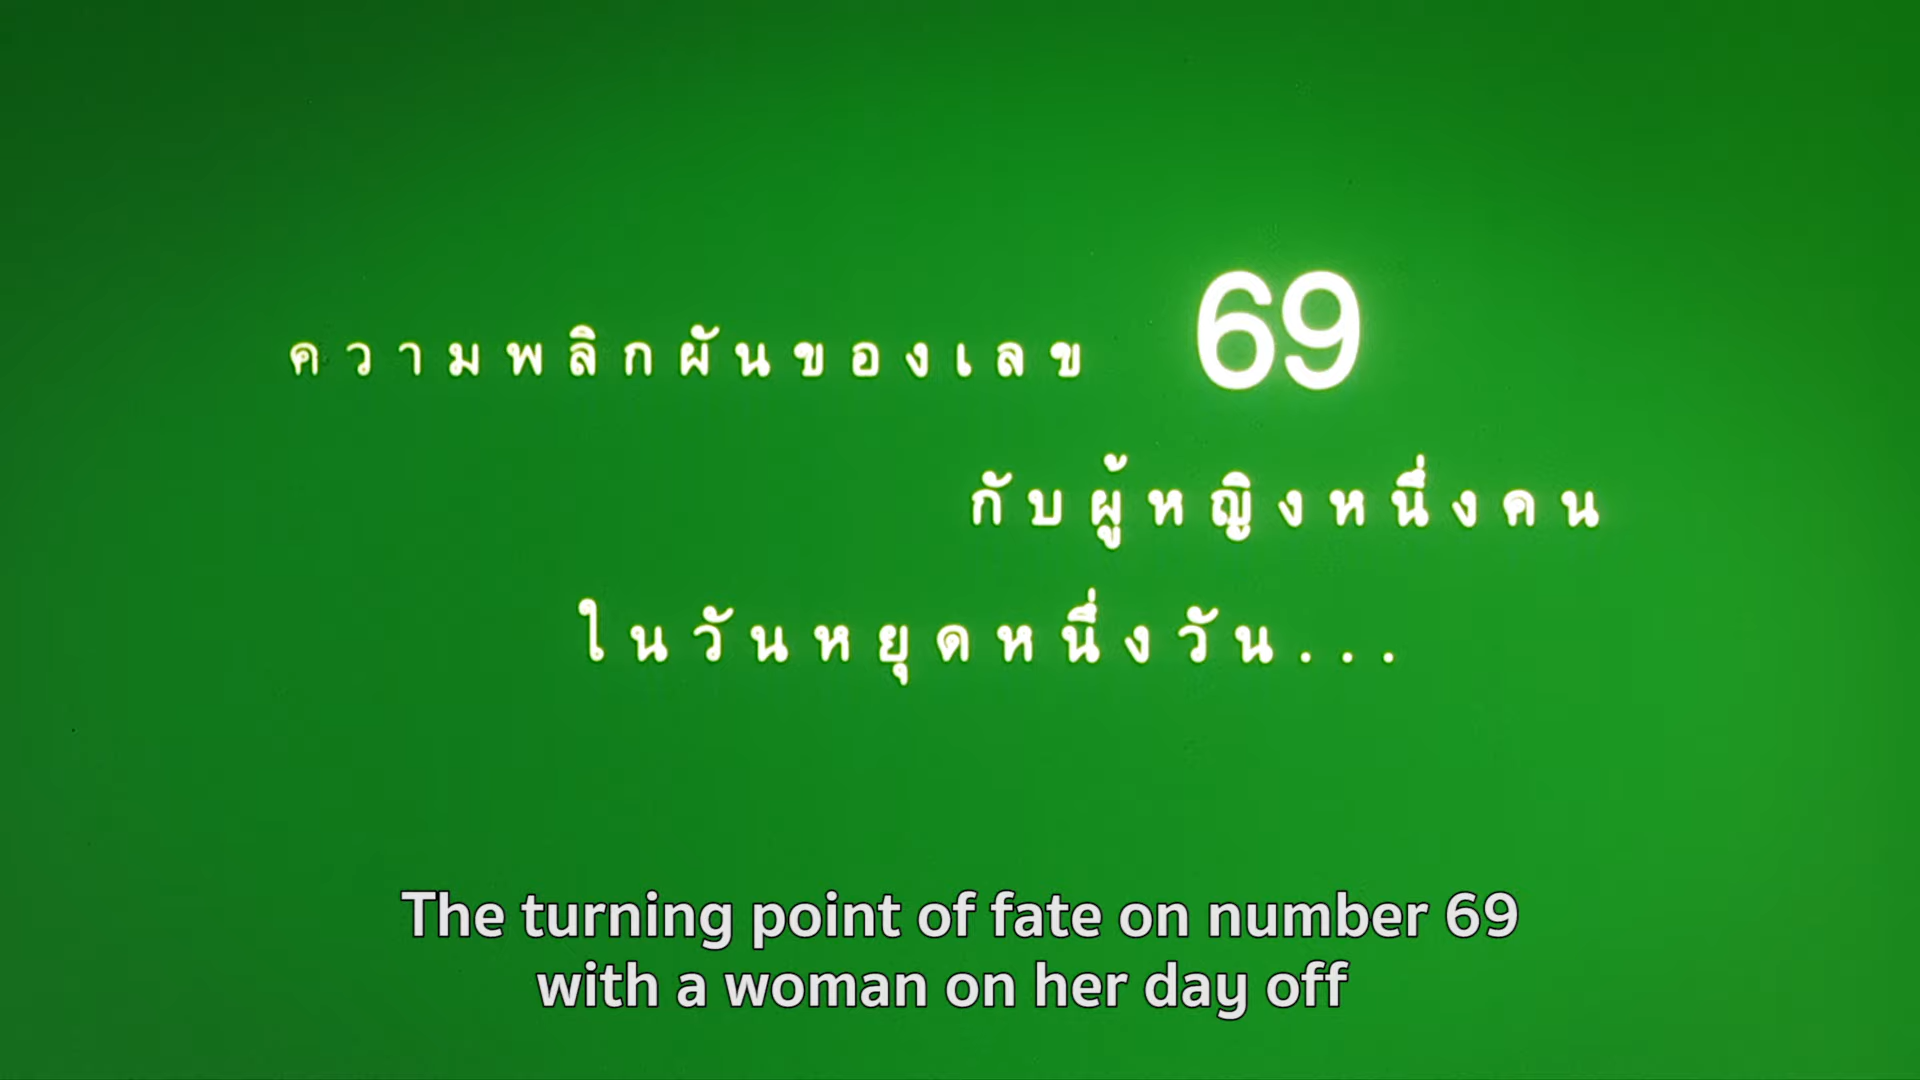 ความพลิกผันของเลข 69
กับผู้หญิงหนึ่งคน
ในวันหยุดหนึ่งวัน...
The turning point of fate on number 69
with a woman on her day off